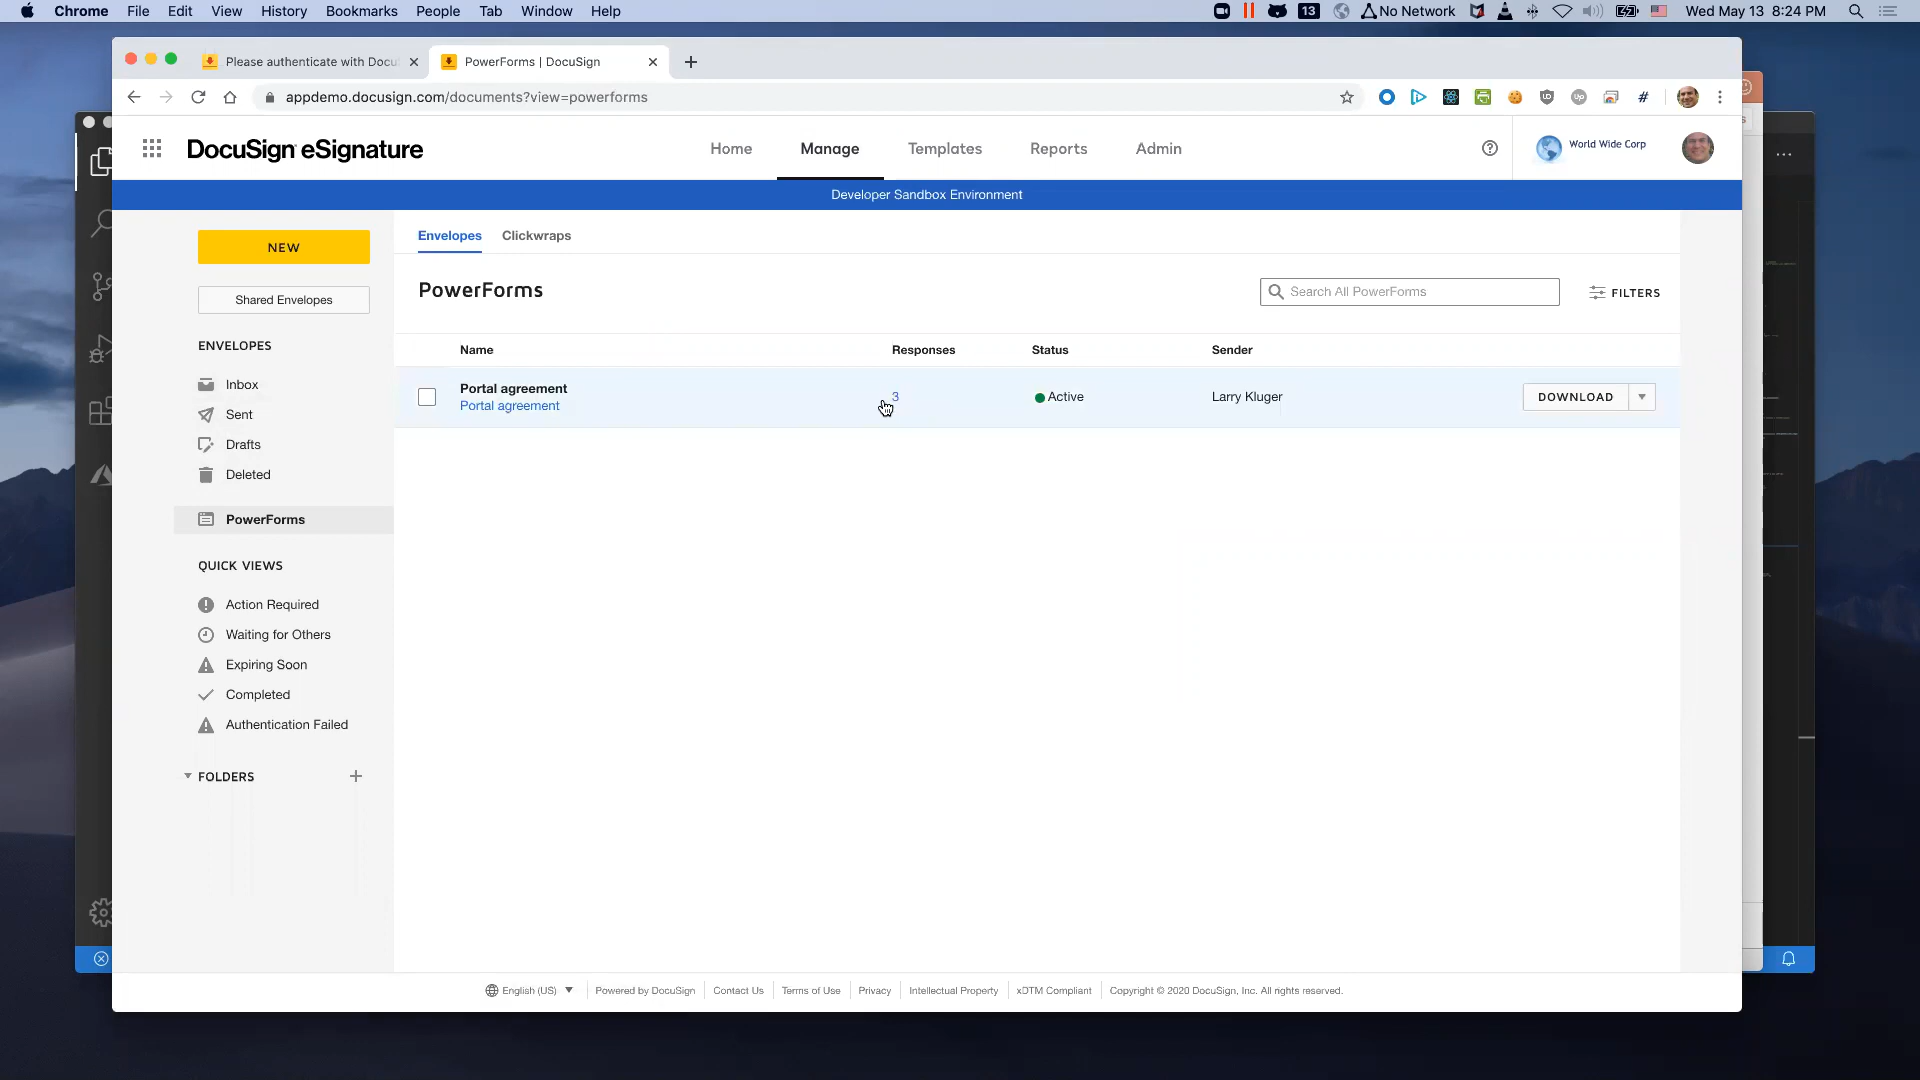 Chrome File Edit View History Bookmarks People Tab Window Help 13 No Network Wed May 13 8:24 PM
Please authenticate with Docu
PowerForms | DocuSign
appdemo.docusign.com/documents?view=powerforms
DocuSign eSignature
Home Manage Templates Reports Admin
World Wide Corp
Developer Sandbox Environment
NEW
Shared Envelopes
ENVELOPES
Inbox
Sent
Drafts
Deleted
PowerForms
QUICK VIEWS
Action Required
Waiting for Others
Expiring Soon
Completed
Authentication Failed
FOLDERS
Envelopes Clickwraps
PowerForms
Search All PowerForms
FILTERS
Name Responses Status Sender
Portal agreement
Portal agreement
3 Active Larry Kluger DOWNLOAD
English (US) Powered by DocuSign Contact Us Terms of Use Privacy Intellectual Property xDTM Compliant Copyright © 2020 DocuSign, Inc. All rights reserved.